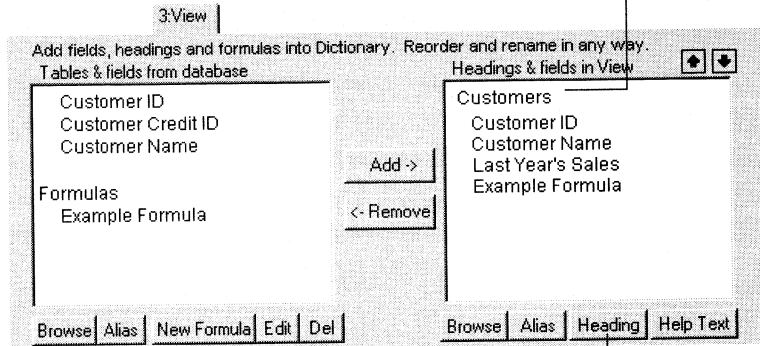 3:View
Add fields, headings and formulas into Dictionary. Reorder and rename in any way.
Tables & fields from database
Customer ID
Customer Credit ID
Customer Name
Formulas
Example Formula
Add ->
<- Remove
Headings & fields in View
Customers
Customer ID
Customer Name
Last Year's Sales
Example Formula
Browse Alias New Formula Edit Del
Browse Alias Heading Help Text